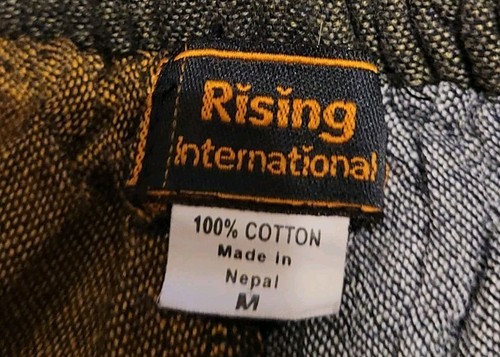 Rising
International
100% COTTON
Made in
Nepal
M